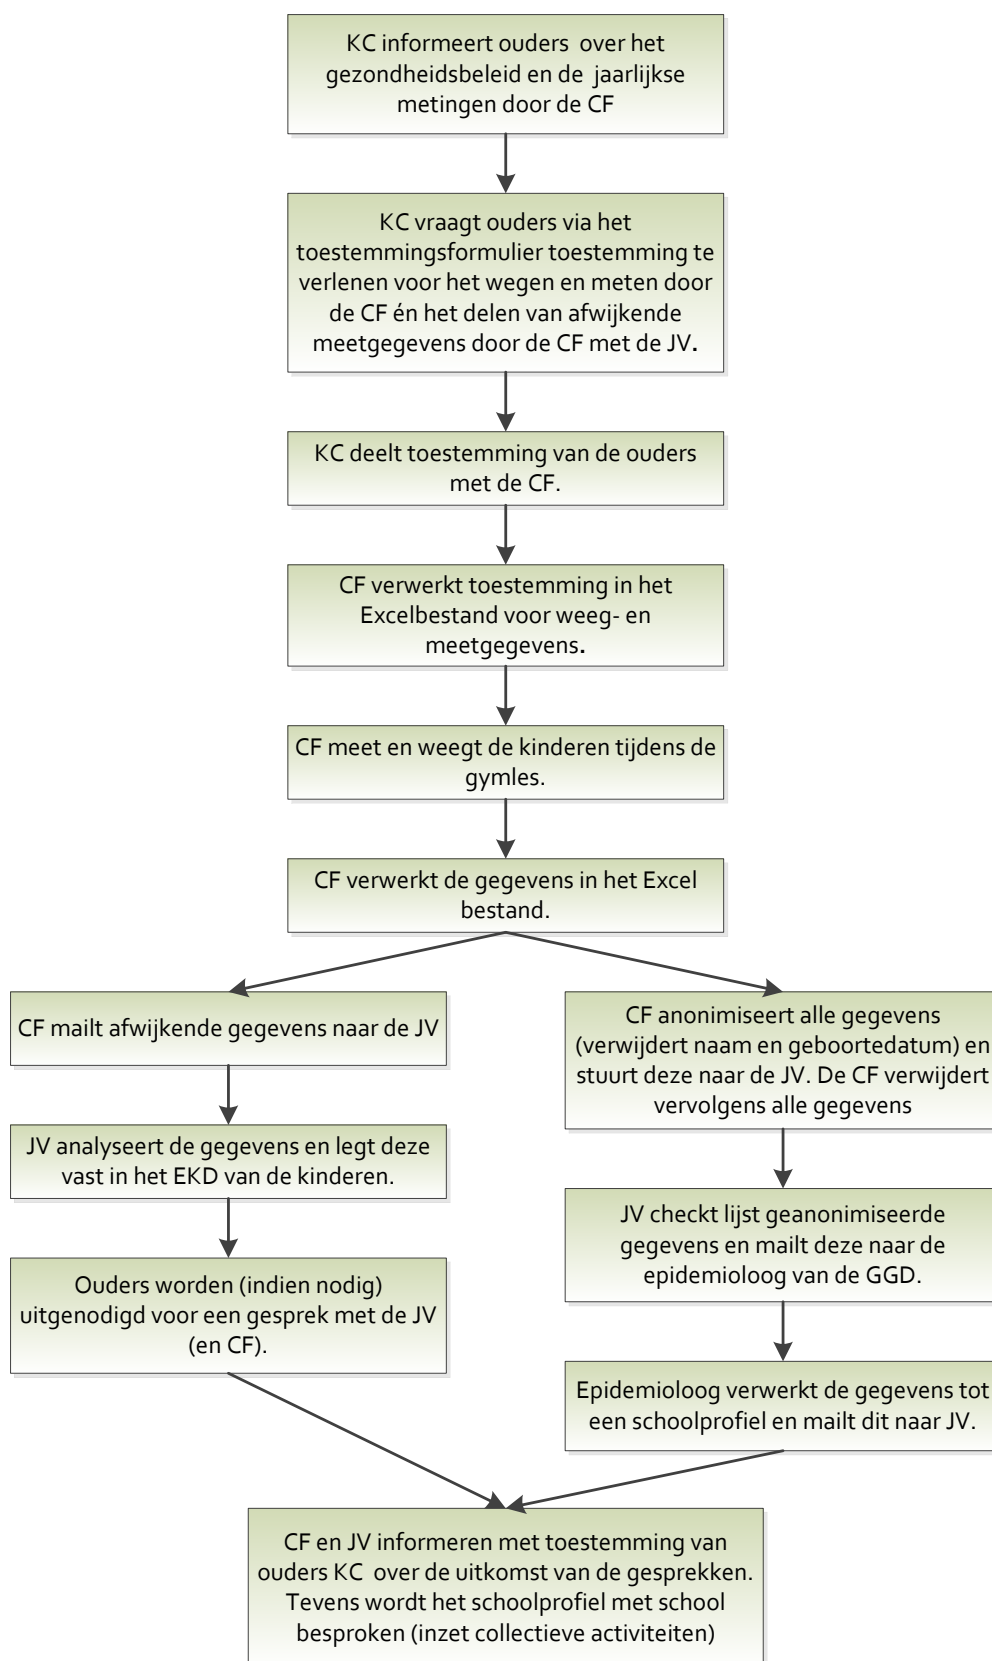 KC informeert ouders over het
gezondheidsbeleid en de jaarlijkse
metingen door de CF
KC vraagt ouders via het
toestemmingsformulier toestemming te
verlenen voor het wegen en meten door
de CF én het delen van afwijkende
meetgegevens door de CF met de JV.
KC deelt toestemming van de ouders
met de CF.
CF verwerkt toestemming in het
Excelbestand voor weeg- en
meetgegevens.
CF meet en weegt de kinderen tijdens de
gymles.
CF verwerkt de gegevens in het Excel
bestand.
CF mailt afwijkende gegevens naar de JV
JV analyseert de gegevens en legt deze
vast in het EKD van de kinderen.
Ouders worden (indien nodig)
uitgenodigd voor een gesprek met de JV
(en CF).
CF anonimiseert alle gegevens
(verwijdert naam en geboortedatum) en
stuurt deze naar de JV. De CF verwijdert
vervolgens alle gegevens
JV checkt lijst geanonimiseerde
gegevens en mailt deze naar de
epidemioloog van de GGD.
Epidemioloog verwerkt de gegevens tot
een schoolprofiel en mailt dit naar JV.
CF en JV informeren met toestemming van
ouders KC over de uitkomst van de gesprekken.
Tevens wordt het schoolprofiel met school
besproken (inzet collectieve activiteiten)